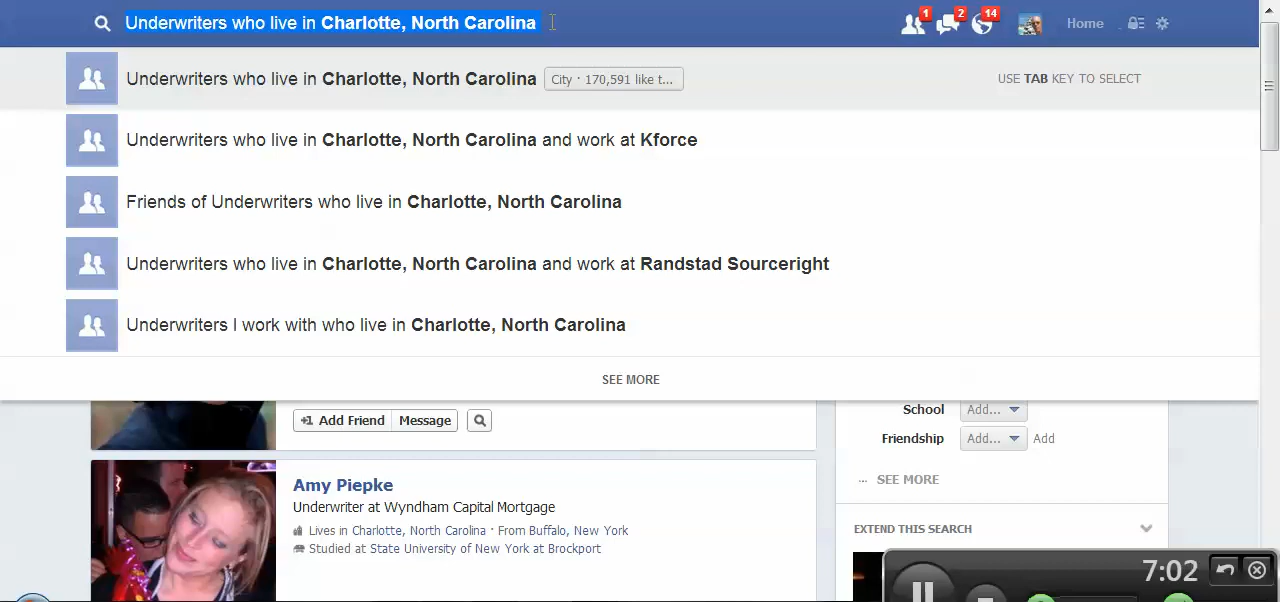 Underwriters who live in Charlotte, North Carolina
1
2
14
Home
Underwriters who live in Charlotte, North Carolina
City · 170,591 like t...
USE TAB KEY TO SELECT
Underwriters who live in Charlotte, North Carolina and work at Kforce
Friends of Underwriters who live in Charlotte, North Carolina
Underwriters who live in Charlotte, North Carolina and work at Randstad Sourceright
Underwriters I work with who live in Charlotte, North Carolina
SEE MORE
+1 Add Friend
Message
School
Add...
Friendship
Add...
Add
... SEE MORE
Amy Piepke
Underwriter at Wyndham Capital Mortgage
Lives in Charlotte, North Carolina · From Buffalo, New York
Studied at State University of New York at Brockport
EXTEND THIS SEARCH
7:02